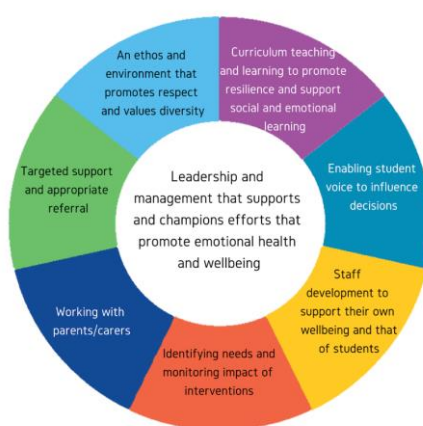 An ethos and
environment that
promotes respect
and values diversity
Curriculum teaching
and learning to promote
resilience and support
social and emotional
learning
Enabling student
voice to influence
decisions
Staff
development to
support their own
wellbeing and that
of students
Identifying needs and
monitoring impact of
interventions
Working with
parents/carers
Targeted support
and appropriate
referral
Leadership and
management that supports
and champions efforts that
promote emotional health
and wellbeing